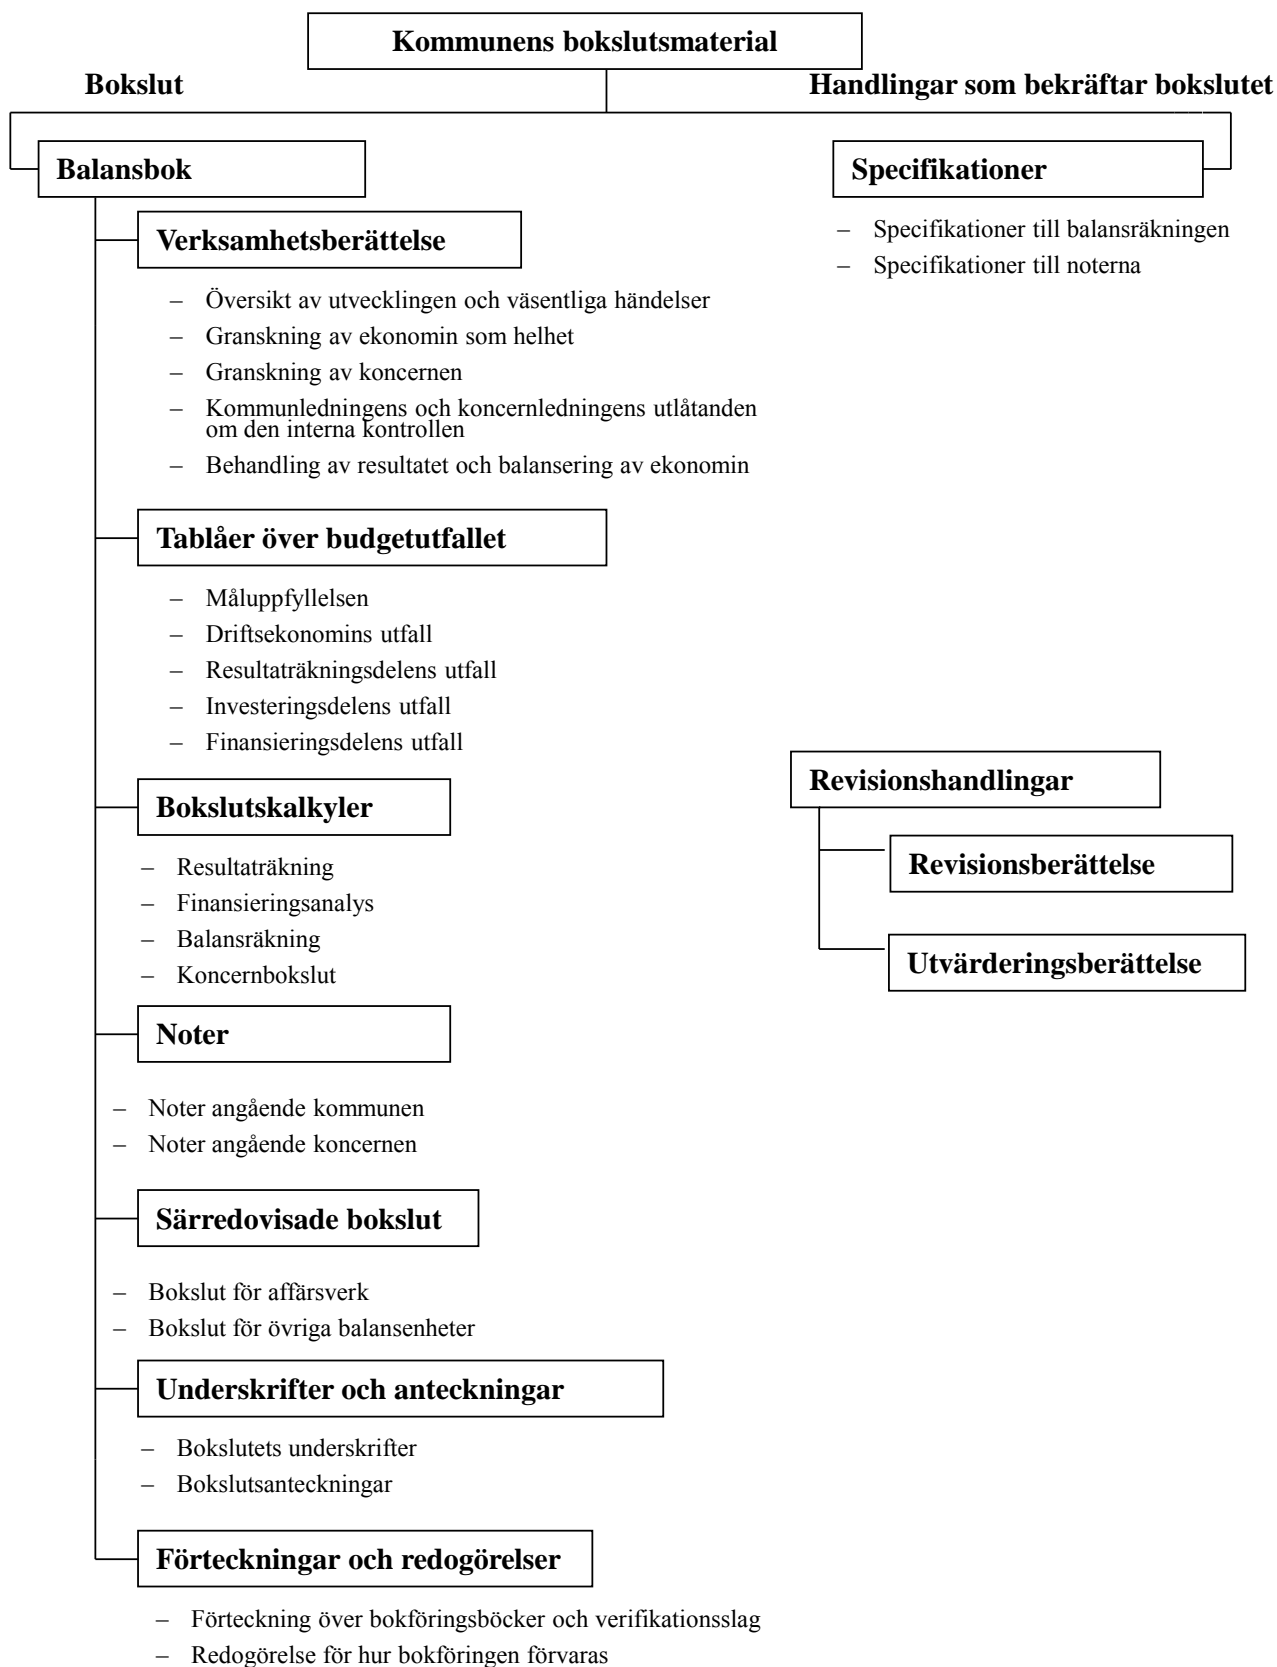 Kommunens bokslutsmaterial
Bokslut
Handlingar som bekräftar bokslutet
Balansbok
Specifikationer
– Specifikationer till balansräkningen
– Specifikationer till noterna
Verksamhetsberättelse
– Översikt av utvecklingen och väsentliga händelser
– Granskning av ekonomin som helhet
– Granskning av koncernen
– Kommunledningens och koncernledningens utlåtanden
om den interna kontrollen
– Behandling av resultatet och balansering av ekonomin
Tablåer över budgetutfallet
– Måluppfyllelsen
– Driftsekonomins utfall
– Resultaträkningsdelens utfall
– Investeringsdelens utfall
– Finansieringsdelens utfall
Bokslutskalkyler
– Resultaträkning
– Finansieringsanalys
– Balansräkning
– Koncernbokslut
Revisionshandlingar
Revisionsberättelse
Utvärderingsberättelse
Noter
– Noter angående kommunen
– Noter angående koncernen
Särredovisade bokslut
– Bokslut för affärsverk
– Bokslut för övriga balansenheter
Underskrifter och anteckningar
– Bokslutets underskrifter
– Bokslutsanteckningar
Förteckningar och redogörelser
– Förteckning över bokföringsböcker och verifikationsslag
– Redogörelse för hur bokföringen förvaras